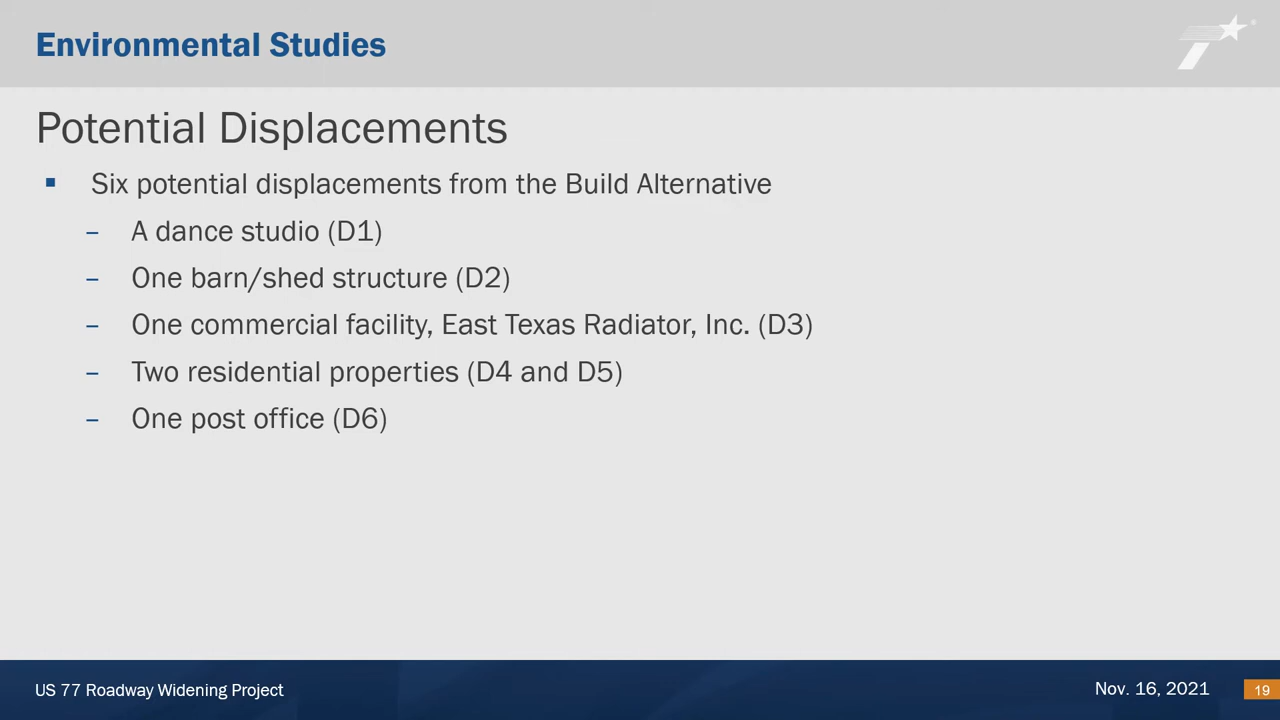 Environmental Studies
Potential Displacements
▪ Six potential displacements from the Build Alternative
– A dance studio (D1)
– One barn/shed structure (D2)
– One commercial facility, East Texas Radiator, Inc. (D3)
– Two residential properties (D4 and D5)
– One post office (D6)
US 77 Roadway Widening Project
Nov. 16, 2021
19